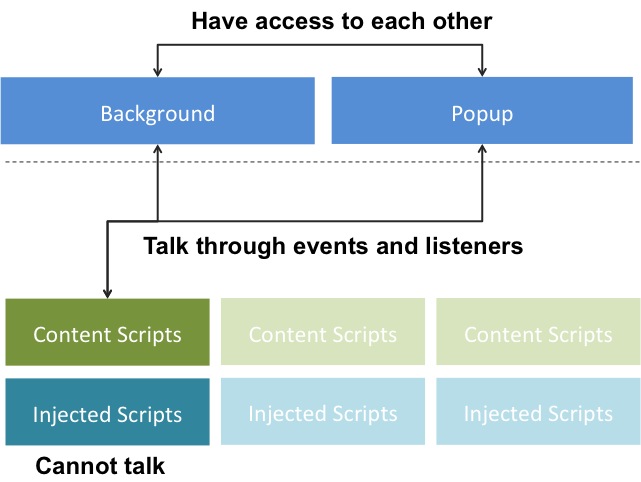 Have access to each other
Background
Popup
Talk through events and listeners
Content Scripts
Content Scripts
Content Scripts
Injected Scripts
Injected Scripts
Injected Scripts
Cannot talk